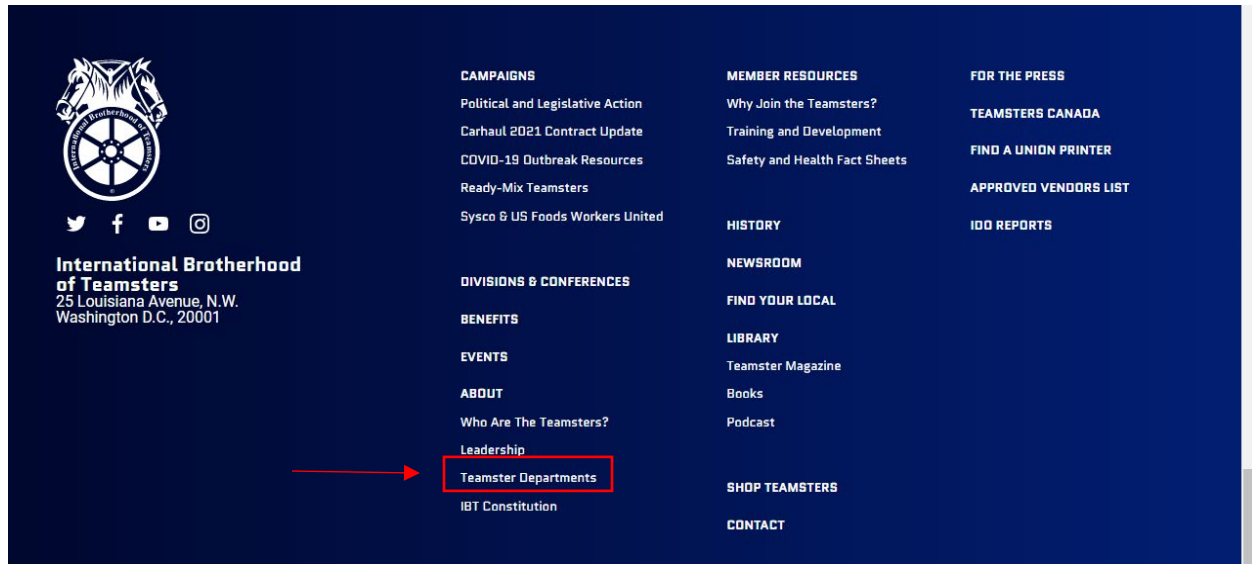 International Brotherhood of Teamsters
International Brotherhood
of Teamsters
25 Louisiana Avenue, N.W.
Washington D.C., 20001
CAMPAIGNS
Political and Legislative Action
Carhaul 2021 Contract Update
COVID-19 Outbreak Resources
Ready-Mix Teamsters
Sysco & US Foods Workers United
DIVISIONS & CONFERENCES
BENEFITS
EVENTS
ABOUT
Who Are The Teamsters?
Leadership
Teamster Departments
IBT Constitution
MEMBER RESOURCES
Why Join the Teamsters?
Training and Development
Safety and Health Fact Sheets
HISTORY
NEWSROOM
FIND YOUR LOCAL
LIBRARY
Teamster Magazine
Books
Podcast
SHOP TEAMSTERS
CONTACT
FOR THE PRESS
TEAMSTERS CANADA
FIND A UNION PRINTER
APPROVED VENDORS LIST
IDO REPORTS